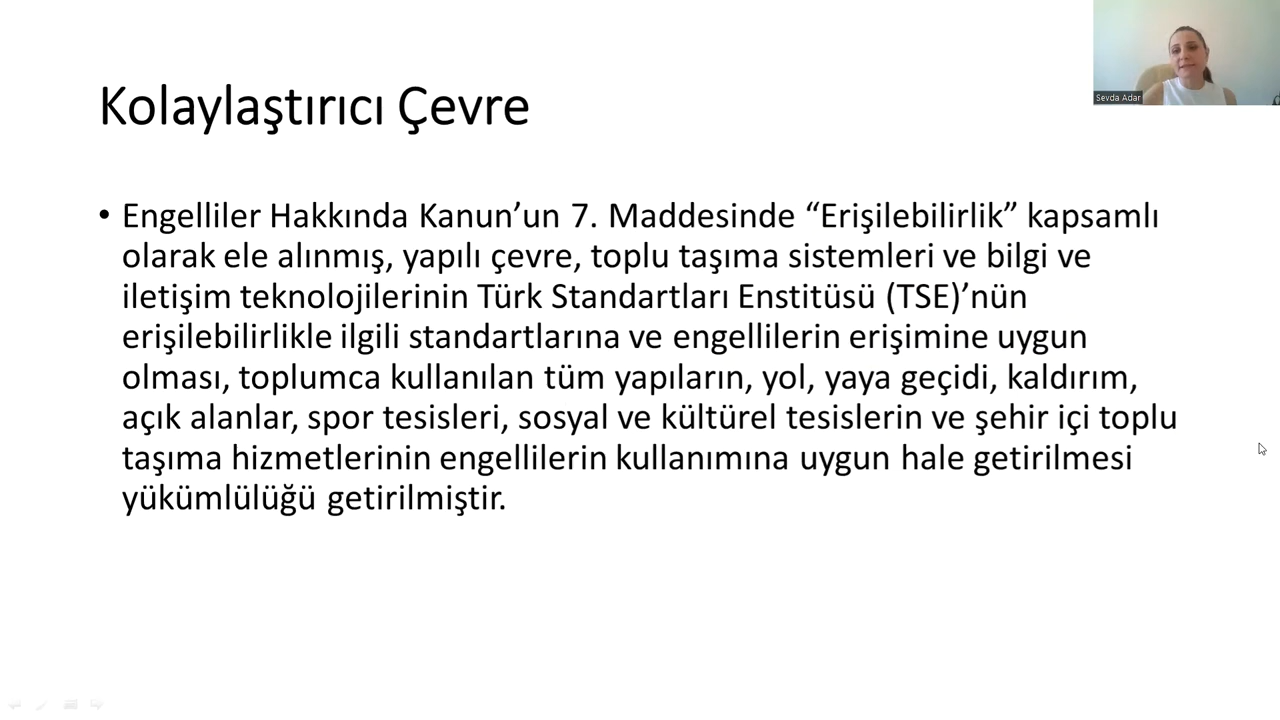 Kolaylaştırıcı Çevre
Sevda Adar
• Engelliler Hakkında Kanun’un 7. Maddesinde “Erişilebilirlik” kapsamlı
olarak ele alınmış, yapılı çevre, toplu taşıma sistemleri ve bilgi ve
iletişim teknolojilerinin Türk Standartları Enstitüsü (TSE)’nün
erişilebilirlikle ilgili standartlarına ve engellilerin erişimine uygun
olması, toplumca kullanılan tüm yapıların, yol, yaya geçidi, kaldırım,
açık alanlar, spor tesisleri, sosyal ve kültürel tesislerin ve şehir içi toplu
taşıma hizmetlerinin engellilerin kullanımına uygun hale getirilmesi
yükümlülüğü getirilmiştir.